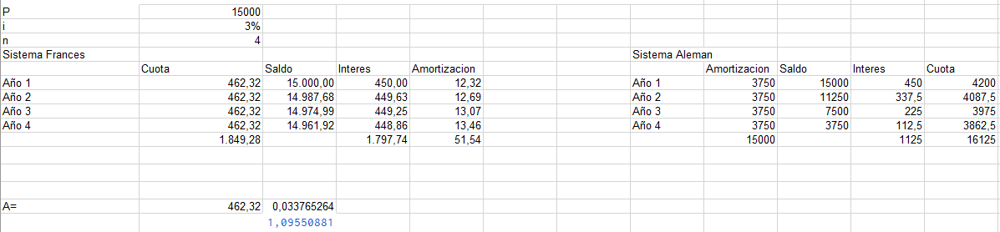 P 15000
i 3%
n 4
Sistema Frances Sistema Aleman
Cuota Saldo Interes Amortizacion Amortizacion Saldo Interes Cuota
Año 1 462,32 15.000,00 450,00 12,32 Año 1 3750 15000 450 4200
Año 2 462,32 14.987,68 449,63 12,69 Año 2 3750 11250 337,5 4087,5
Año 3 462,32 14.974,99 449,25 13,07 Año 3 3750 7500 225 3975
Año 4 462,32 14.961,92 448,86 13,46 Año 4 3750 3750 112,5 3862,5
1.849,28 1.797,74 51,54 15000 1125 16125
A= 462,32 0,033765264
1,09550881